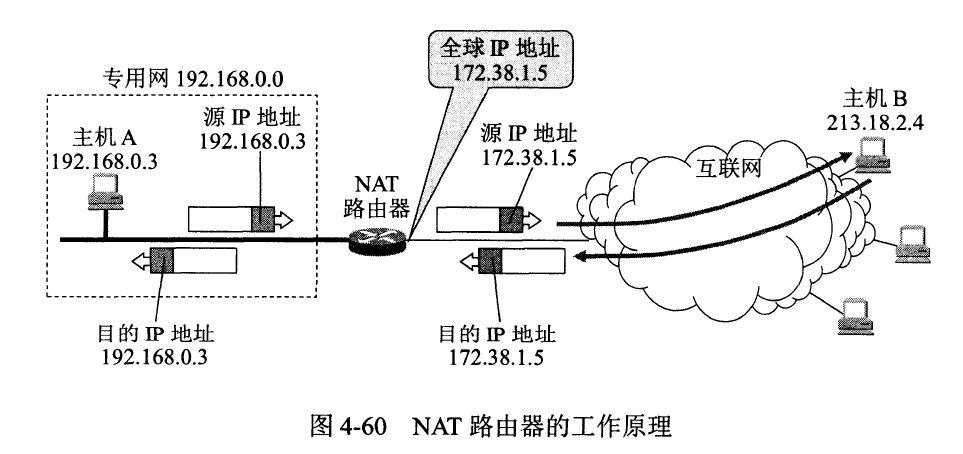 全球 IP 地址
172.38.1.5
专用网 192.168.0.0
源 IP 地址
192.168.0.3
主机 A
192.168.0.3
源 IP 地址
172.38.1.5
主机 B
213.18.2.4
互联网
NAT
路由器
目的 IP 地址
192.168.0.3
目的 IP 地址
172.38.1.5
图 4-60 NAT 路由器的工作原理